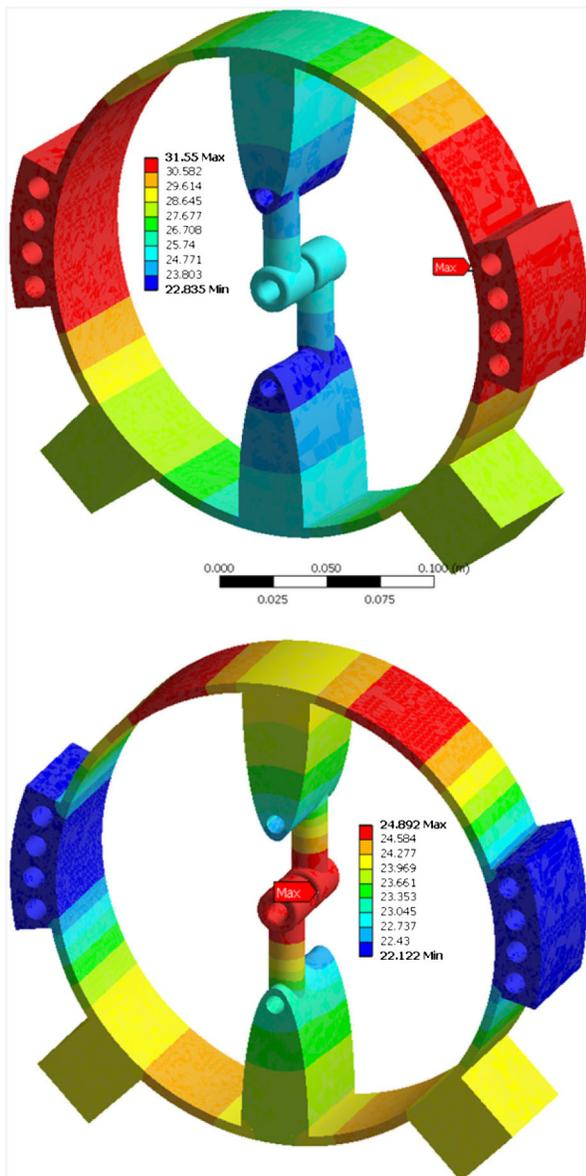 31.55 Max
30.582
29.614
28.645
27.677
26.708
25.74
24.771
23.803
22.835 Min
Max
0.000 0.050 0.100 (m)
0.025 0.075
24.892 Max
24.584
24.277
23.969
23.661
23.353
23.045
22.737
22.43
22.122 Min
Max